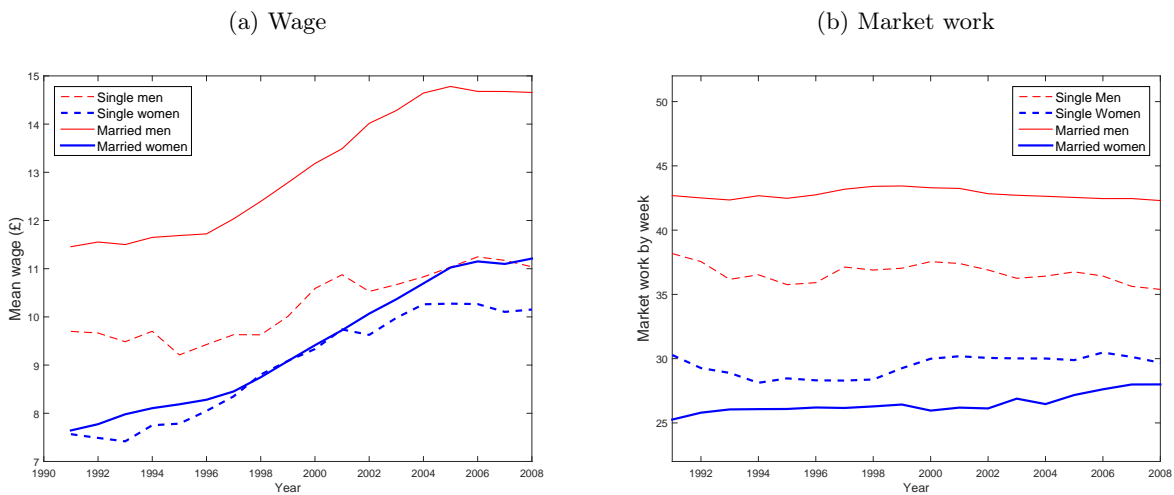 (a) Wage
15
14
13
12
11
10
9
8
7
Mean wage (£)
Single men
Single women
Married men
Married women
1990 1992 1994 1996 1998 2000 2002 2004 2006 2008
Year
(b) Market work
50
45
40
35
30
25
Market work by week
Single Men
Single Women
Married men
Married women
1992 1994 1996 1998 2000 2002 2004 2006 2008
Year